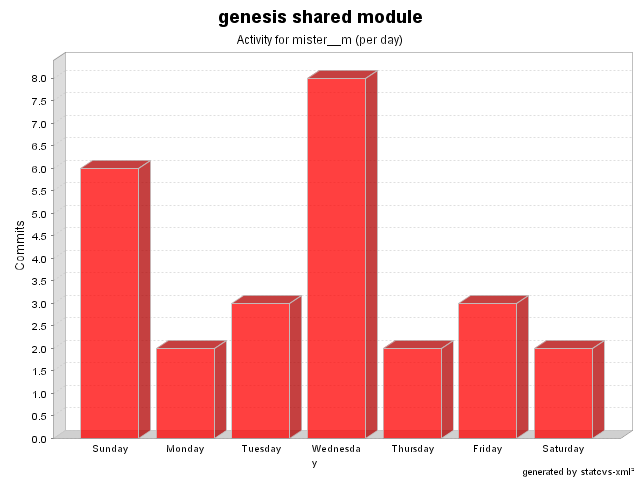 genesis shared module
Activity for mister__m (per day)
Commits
8.0
7.5
7.0
6.5
6.0
5.5
5.0
4.5
4.0
3.5
3.0
2.5
2.0
1.5
1.0
0.5
0.0
Sunday Monday Tuesday Wednesda Thursday Friday Saturday
y
generated by statcvs-xml²